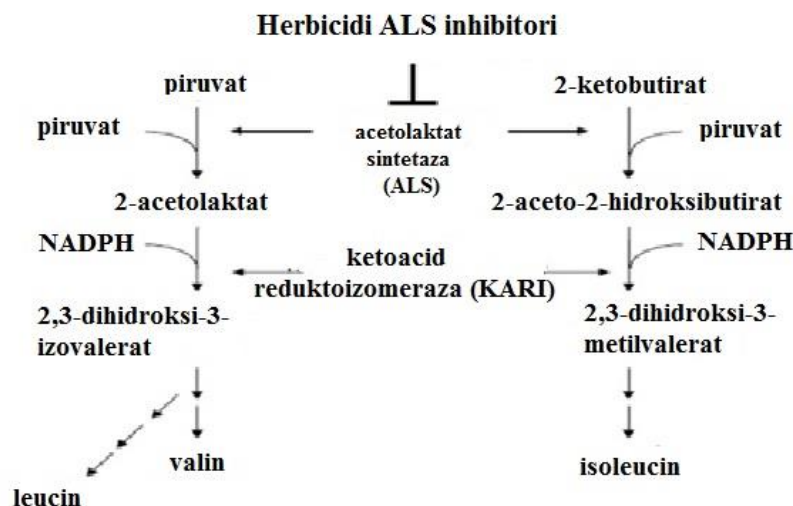 Herbicidi ALS inhibitori
piruvat
2-ketobutirat
piruvat
acetolaktat
sintetaza
(ALS)
piruvat
2-acetolaktat
2-aceto-2-hidroksibutirat
NADPH
ketoacid
reduktoizomeraza (KARI)
NADPH
2,3-dihidroksi-3-
izovalerat
2,3-dihidroksi-3-
metilvalerat
valin
isoleucin
leucin